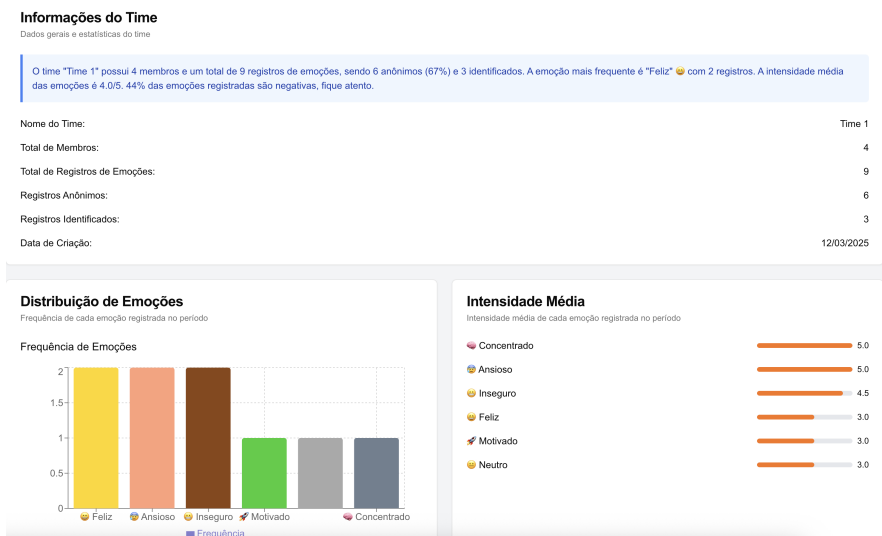 Informações do Time
Dados gerais e estatísticas do time
O time "Time 1" possui 4 membros e um total de 9 registros de emoções, sendo 6 anônimos (67%) e 3 identificados. A emoção mais frequente é "Feliz" 😀 com 2 registros. A intensidade média
das emoções é 4.0/5. 44% das emoções registradas são negativas, fique atento.
Nome do Time: Time 1
Total de Membros: 4
Total de Registros de Emoções: 9
Registros Anônimos: 6
Registros Identificados: 3
Data de Criação: 12/03/2025
Distribuição de Emoções
Frequência de cada emoção registrada no período
Frequência de Emoções
2
1.5
1
0.5
0
😀 Feliz 😰 Ansioso 😬 Inseguro 🚀 Motivado 🧠 Concentrado
Frequência
Intensidade Média
Intensidade média de cada emoção registrada no período
🧠 Concentrado 5.0
😰 Ansioso 5.0
😬 Inseguro 4.5
😀 Feliz 3.0
🚀 Motivado 3.0
😐 Neutro 3.0